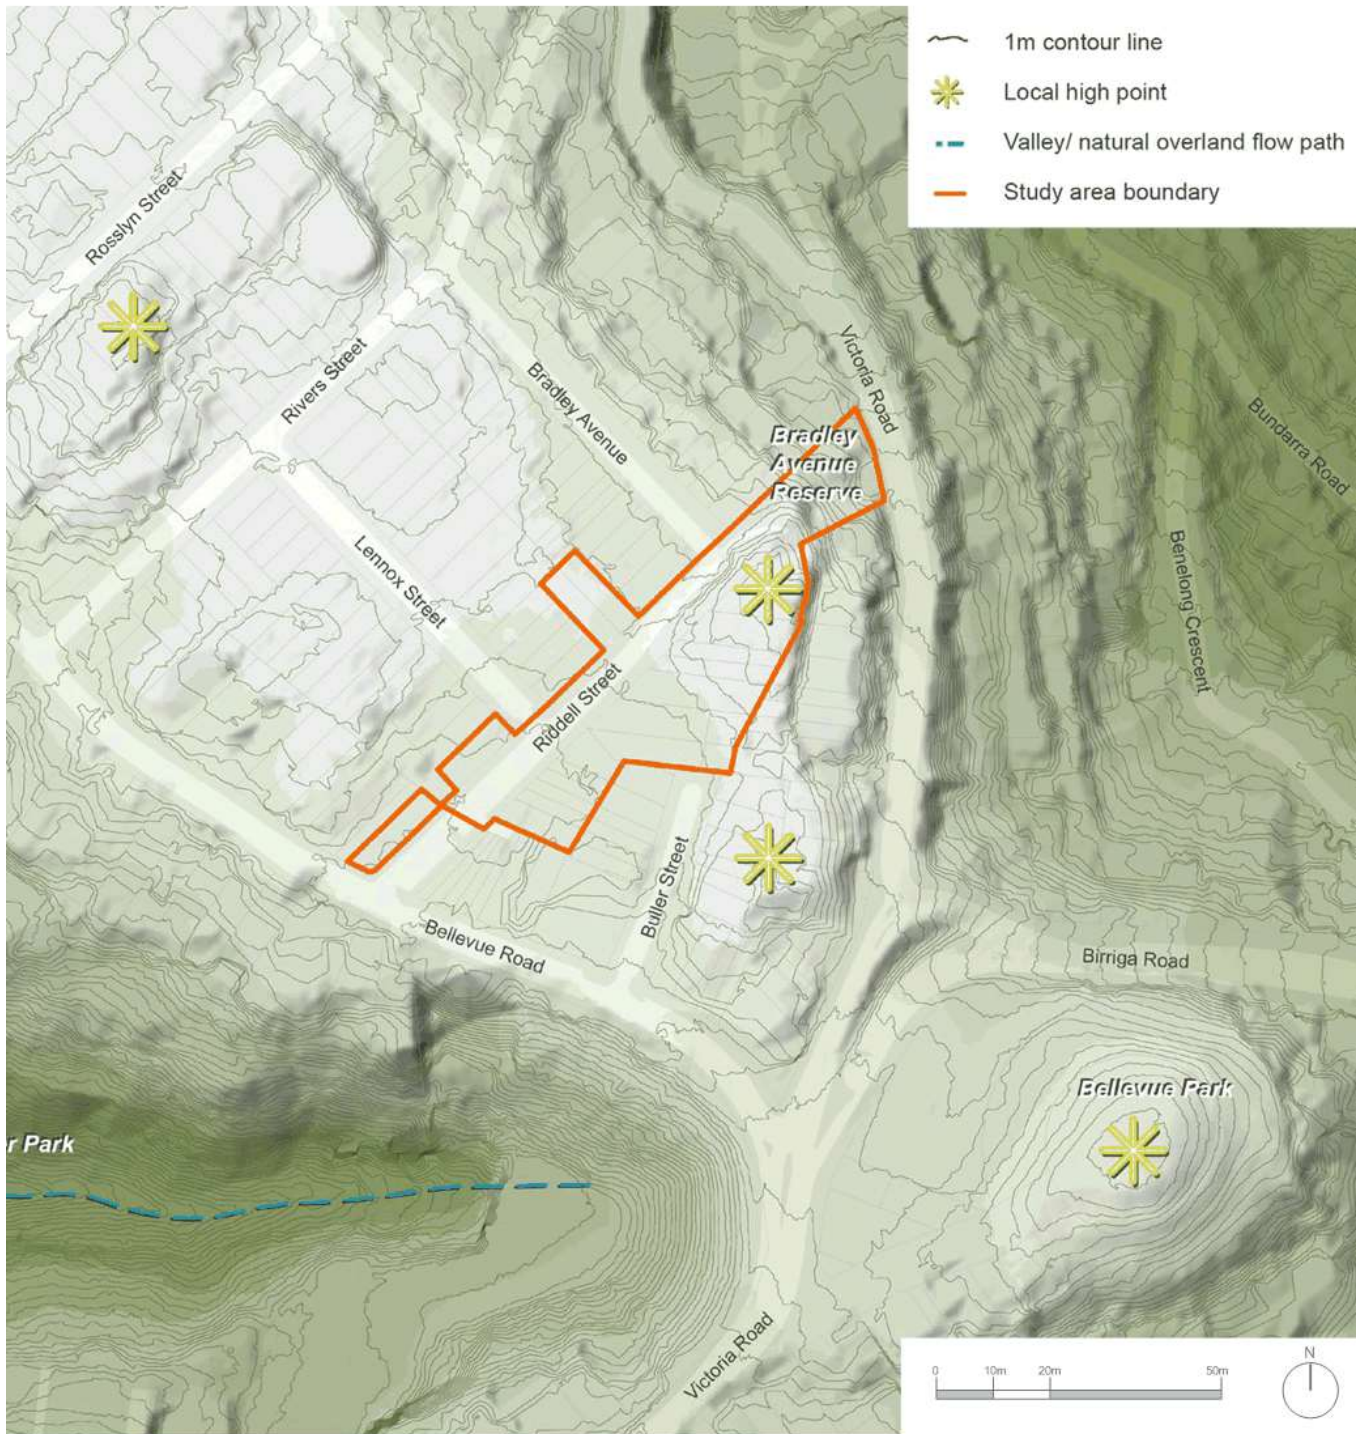 1m contour line
Local high point
Valley/ natural overland flow path
Study area boundary
Rosslyn Street
Rivers Street
Bradley Avenue
Victoria Road
Bradley
Avenue
Reserve
Bundarra Road
Lennox Street
Benelong Crescent
Riddell Street
Buller Street
Bellevue Road
Birriga Road
Bellevue Park
r Park
Victoria Road
0 10m 20m 50m
N